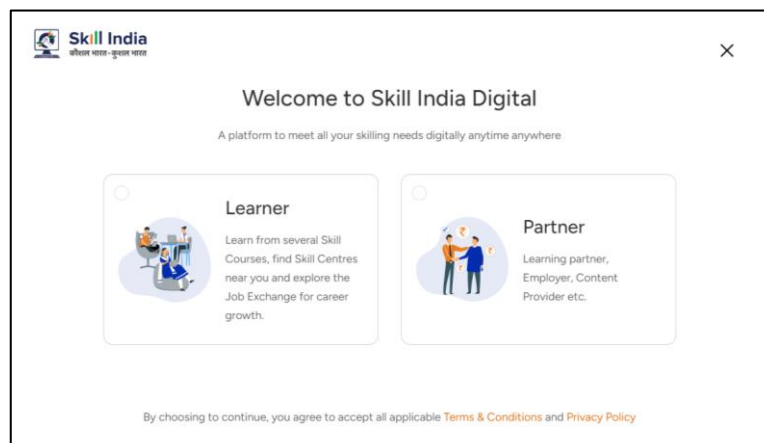 Skill India
कौशल भारत-कुशल भारत
Welcome to Skill India Digital
A platform to meet all your skilling needs digitally anytime anywhere
Learner
Learn from several Skill
Courses, find Skill Centres
near you and explore the
Job Exchange for career
growth.
Partner
Learning partner,
Employer, Content
Provider etc.
By choosing to continue, you agree to accept all applicable Terms & Conditions and Privacy Policy